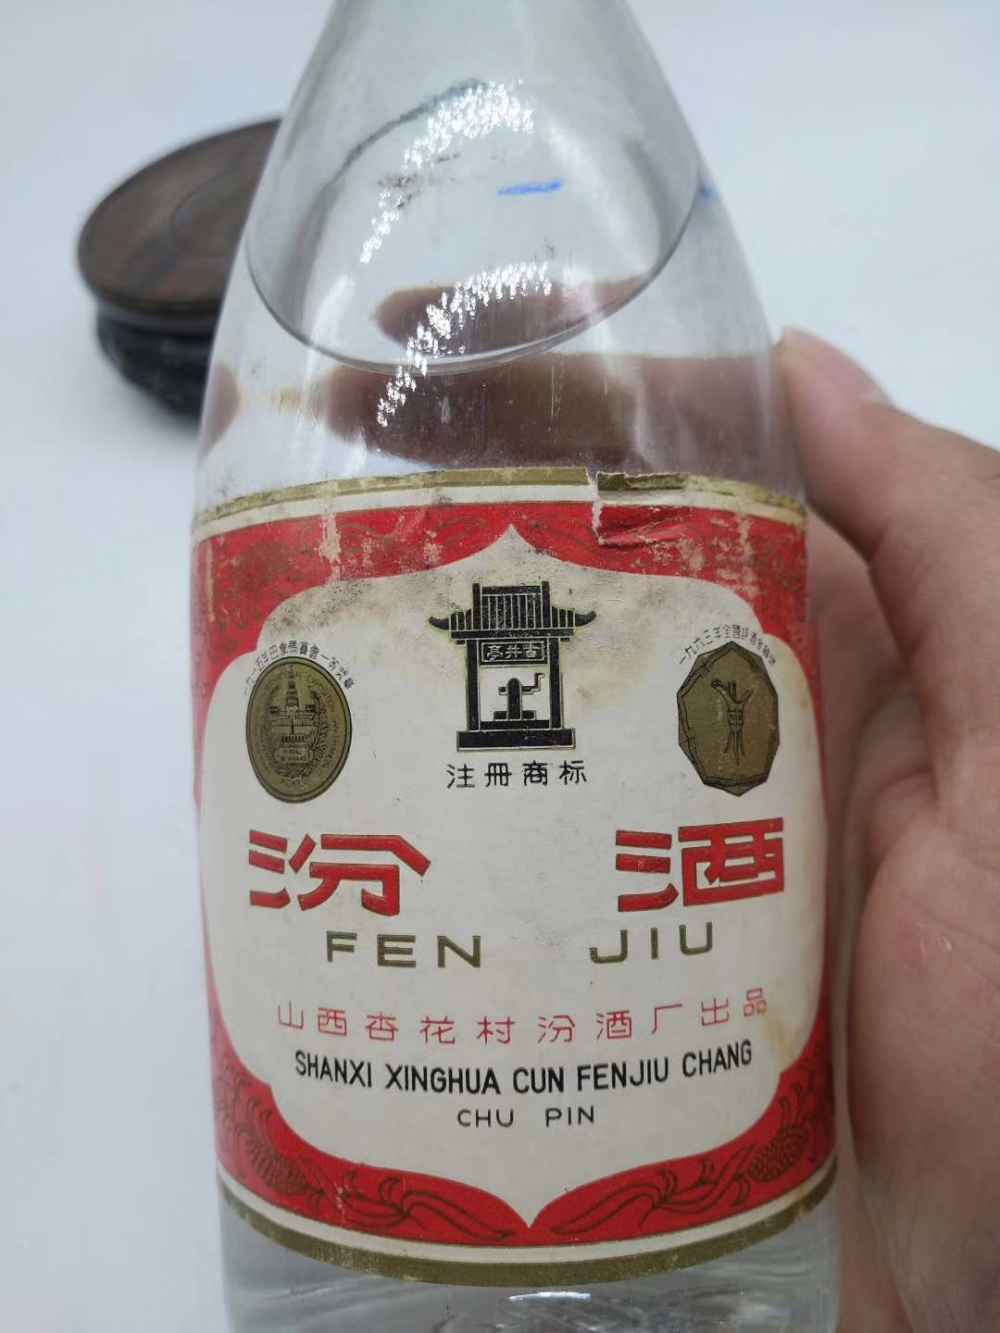 古井亭
注册商标
汾酒
FEN JIU
山西杏花村汾酒厂出品
SHANXI XINGHUA CUN FENJIU CHANG
CHU PIN